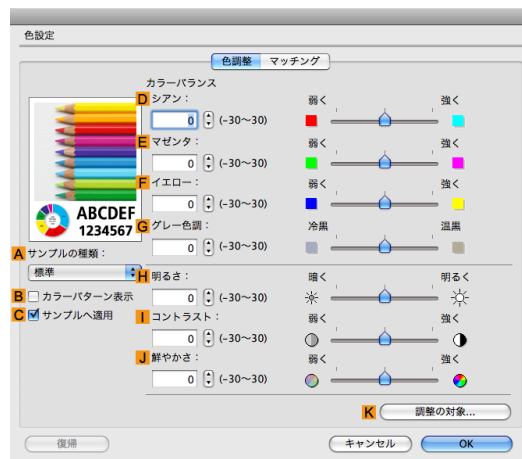 色設定
色調整 マッチング
カラーバランス
D シアン：
弱く 強く
0 (-30～30)
E マゼンタ：
弱く 強く
0 (-30～30)
F イエロー：
弱く 強く
0 (-30～30)
ABCDEF
1234567
G グレー色調：
冷黒 温黒
0 (-30～30)
A サンプルの種類：
標準
H 明るさ：
暗く 明るく
0 (-30～30)
B カラーパターン表示
I コントラスト：
弱く 強く
0 (-30～30)
C サンプルへ適用
J 鮮やかさ：
弱く 強く
0 (-30～30)
K 調整の対象...
復帰 キャンセル OK